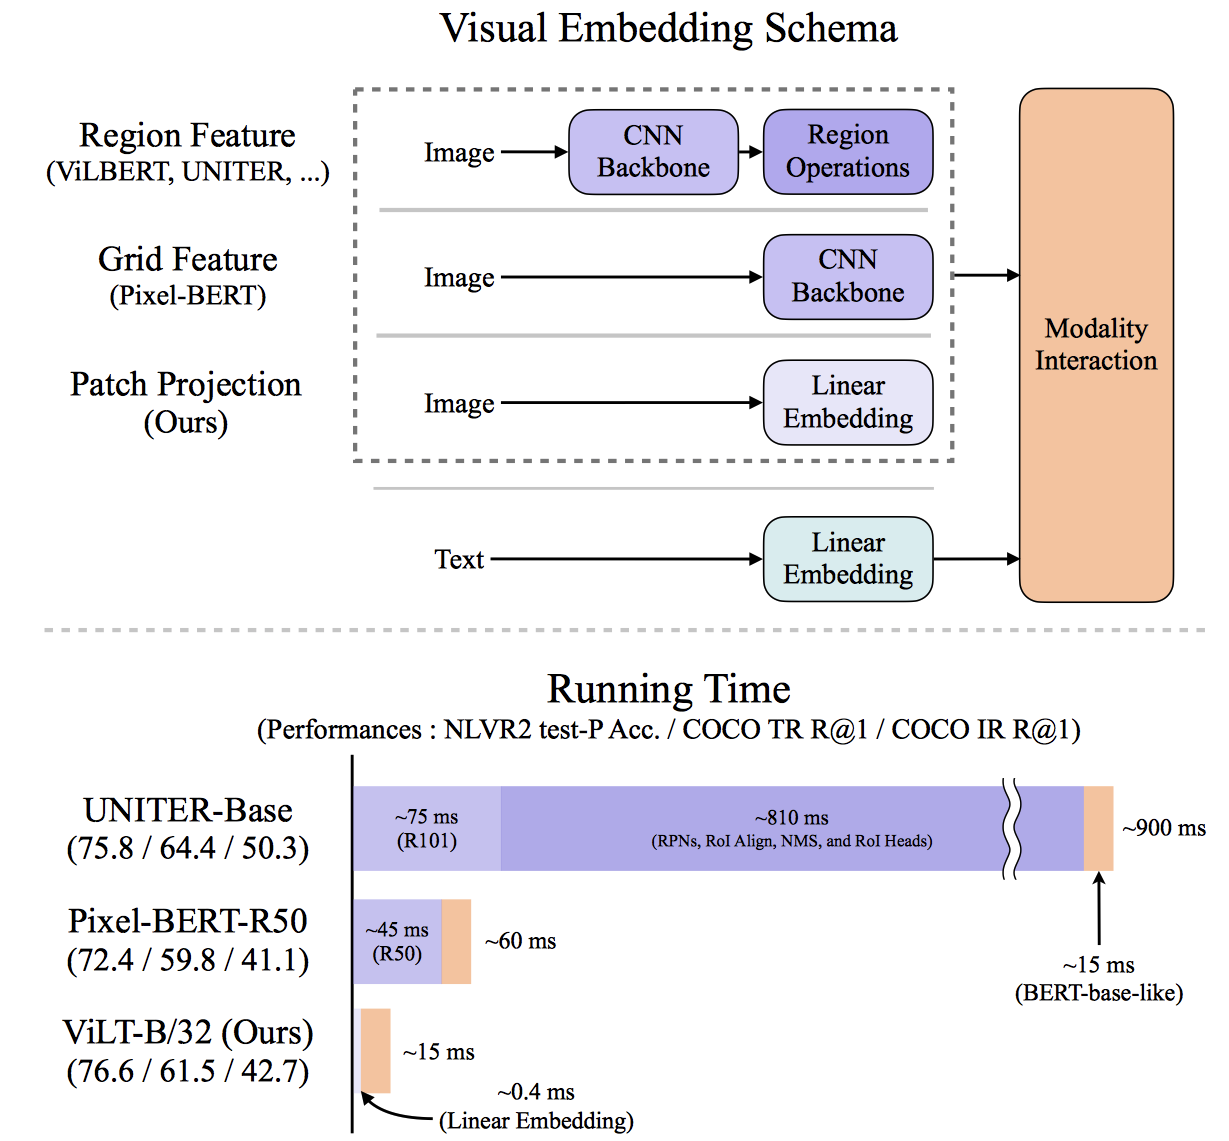 Visual Embedding Schema
Region Feature
(ViLBERT, UNITER, ...)
Image
CNN
Backbone
Region
Operations
Grid Feature
(Pixel-BERT)
Image
CNN
Backbone
Patch Projection
(Ours)
Image
Linear
Embedding
Modality
Interaction
Text
Linear
Embedding
Running Time
(Performances : NLVR2 test-P Acc. / COCO TR R@1 / COCO IR R@1)
UNITER-Base
(75.8 / 64.4 / 50.3)
~75 ms
(R101)
~810 ms
(RPNs, RoI Align, NMS, and RoI Heads)
~900 ms
Pixel-BERT-R50
(72.4 / 59.8 / 41.1)
~45 ms
(R50)
~60 ms
~15 ms
(BERT-base-like)
ViLT-B/32 (Ours)
(76.6 / 61.5 / 42.7)
~15 ms
~0.4 ms
(Linear Embedding)